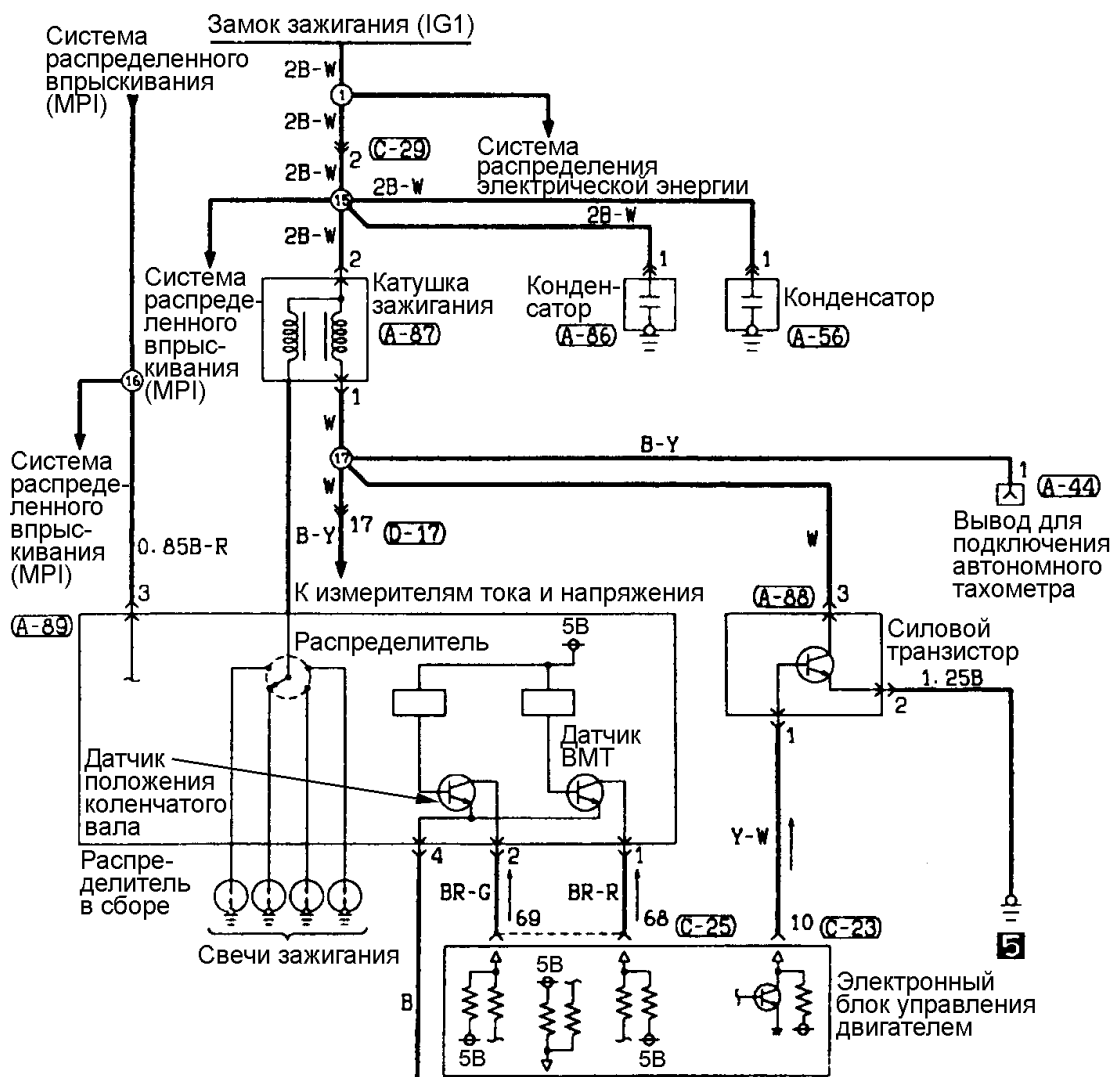 Замок зажигания (IG1)
Система
распределенного
впрыскивания
(MPI)
2B-W
1
2B-W
2
C-29
Система
распределения
электрической энергии
2B-W
2B-W
15
2B-W
2B-W
2
1
1
Система
распреде-
ленного
впрыс-
кивания
(MPI)
Катушка
зажигания
A-87
Конден-
сатор
A-86
Конденсатор
A-56
16
1
W
17
B-Y
1
A-44
Вывод для
подключения
автономного
тахометра
Система
распреде-
ленного
впрыс-
кивания
(MPI)
W
17
D-17
B-Y
W
0.85B-R
К измерителям тока и напряжения
3
A-89
A-88
3
Распределитель
5В
Силовой
транзистор
1.25B
2
1
Датчик
ВМТ
Датчик
положения
коленчатого
вала
4
2
1
Распре-
делитель
в сборе
BR-G
BR-R
Y-W
69
68
C-25
10
C-23
Свечи зажигания
5
B
5В
5В
5В
Электронный
блок управления
двигателем